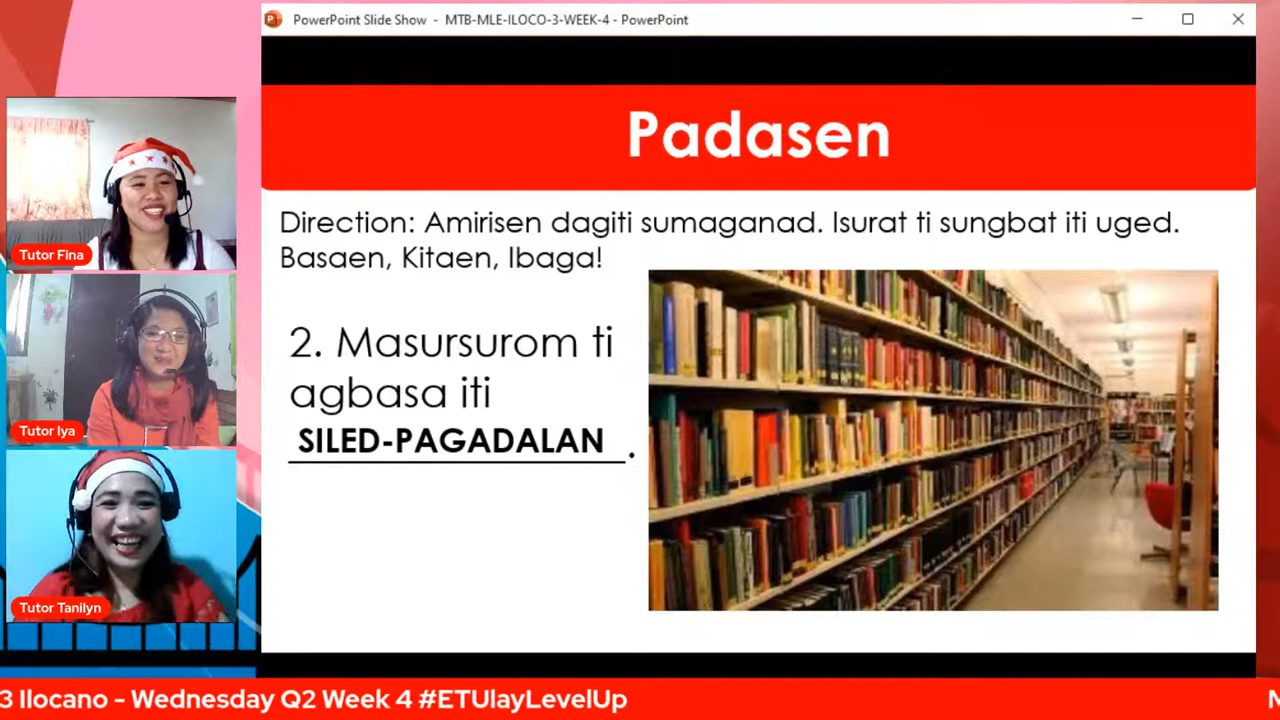 PowerPoint Slide Show - MTB-MLE-ILOCO-3-WEEK-4 - PowerPoint
Padasen
Direction: Amirisen dagiti sumaganad. Isurat ti sungbat iti uged.
Basaen, Kitaen, Ibaga!
2. Masursurom ti
agbasa iti
SILED-PAGADALAN.
Tutor Fina
Tutor Iya
Tutor Tanilyn
3 Ilocano - Wednesday Q2 Week 4 #ETUlayLevelUp
M